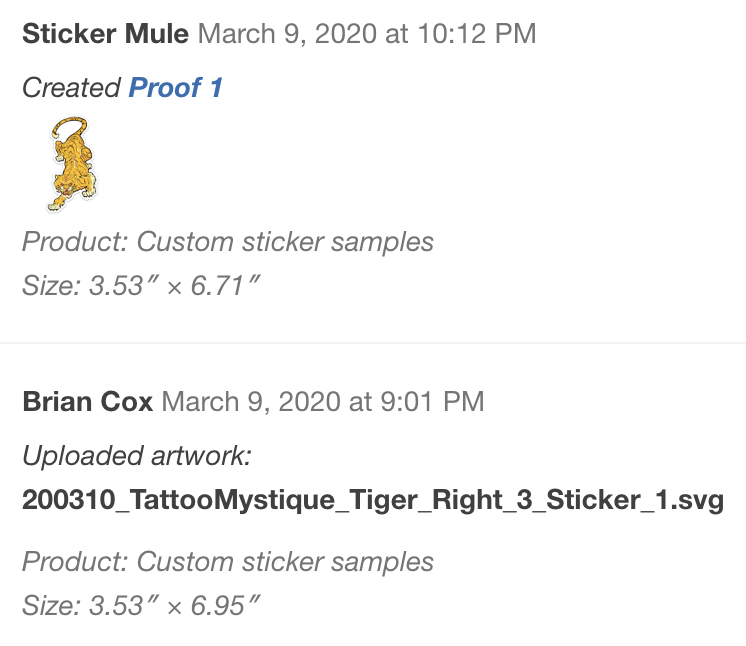 Sticker Mule March 9, 2020 at 10:12 PM
Created Proof 1
Product: Custom sticker samples
Size: 3.53″ × 6.71″
Brian Cox March 9, 2020 at 9:01 PM
Uploaded artwork:
200310_TattooMystique_Tiger_Right_3_Sticker_1.svg
Product: Custom sticker samples
Size: 3.53″ × 6.95″